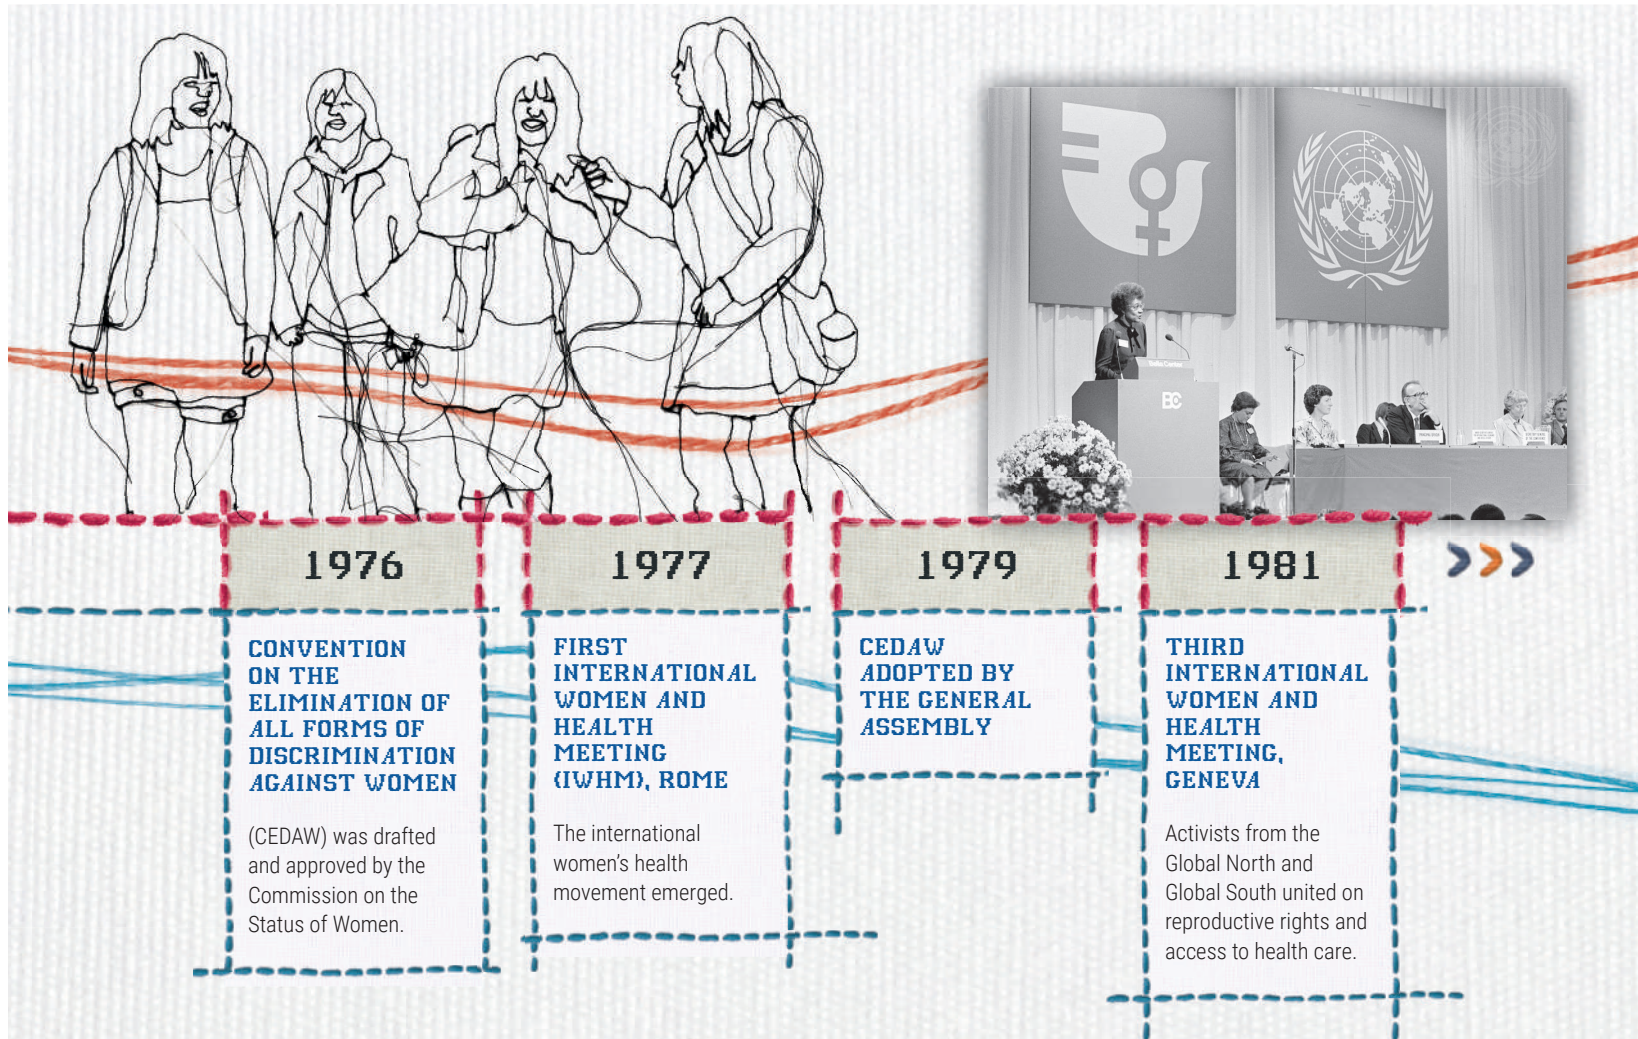 BC
1976
CONVENTION
ON THE
ELIMINATION OF
ALL FORMS OF
DISCRIMINATION
AGAINST WOMEN
(CEDAW) was drafted
and approved by the
Commission on the
Status of Women.
1977
FIRST
INTERNATIONAL
WOMEN AND
HEALTH
MEETING
(IWHM), ROME
The international
women’s health
movement emerged.
1979
CEDAW
ADOPTED BY
THE GENERAL
ASSEMBLY
1981
THIRD
INTERNATIONAL
WOMEN AND
HEALTH
MEETING,
GENEVA
Activists from the
Global North and
Global South united on
reproductive rights and
access to health care.